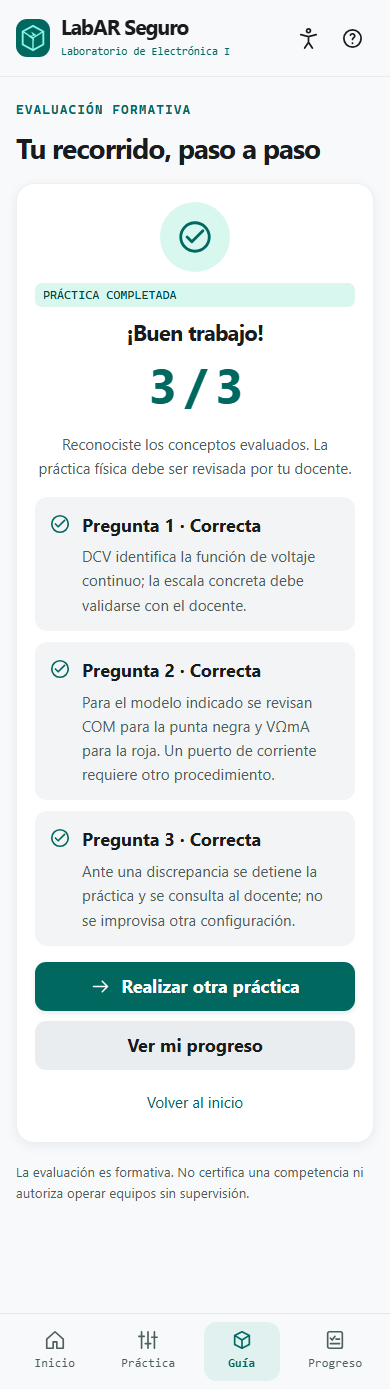 LabAR Seguro
Laboratorio de Electrónica I
EVALUACIÓN FORMATIVA
Tu recorrido, paso a paso
PRÁCTICA COMPLETADA
¡Buen trabajo!
3/3
Reconociste los conceptos evaluados. La
práctica física debe ser revisada por tu docente.
Pregunta 1 · Correcta
DCV identifica la función de voltaje
continuo; la escala concreta debe
validarse con el docente.
Pregunta 2 · Correcta
Para el modelo indicado se revisan
COM para la punta negra y VΩmA
para la roja. Un puerto de corriente
requiere otro procedimiento.
Pregunta 3 · Correcta
Ante una discrepancia se detiene la
práctica y se consulta al docente; no
se improvisa otra configuración.
→ Realizar otra práctica
Ver mi progreso
Volver al inicio
La evaluación es formativa. No certifica una competencia ni
autoriza operar equipos sin supervisión.
Inicio
Práctica
Guía
Progreso